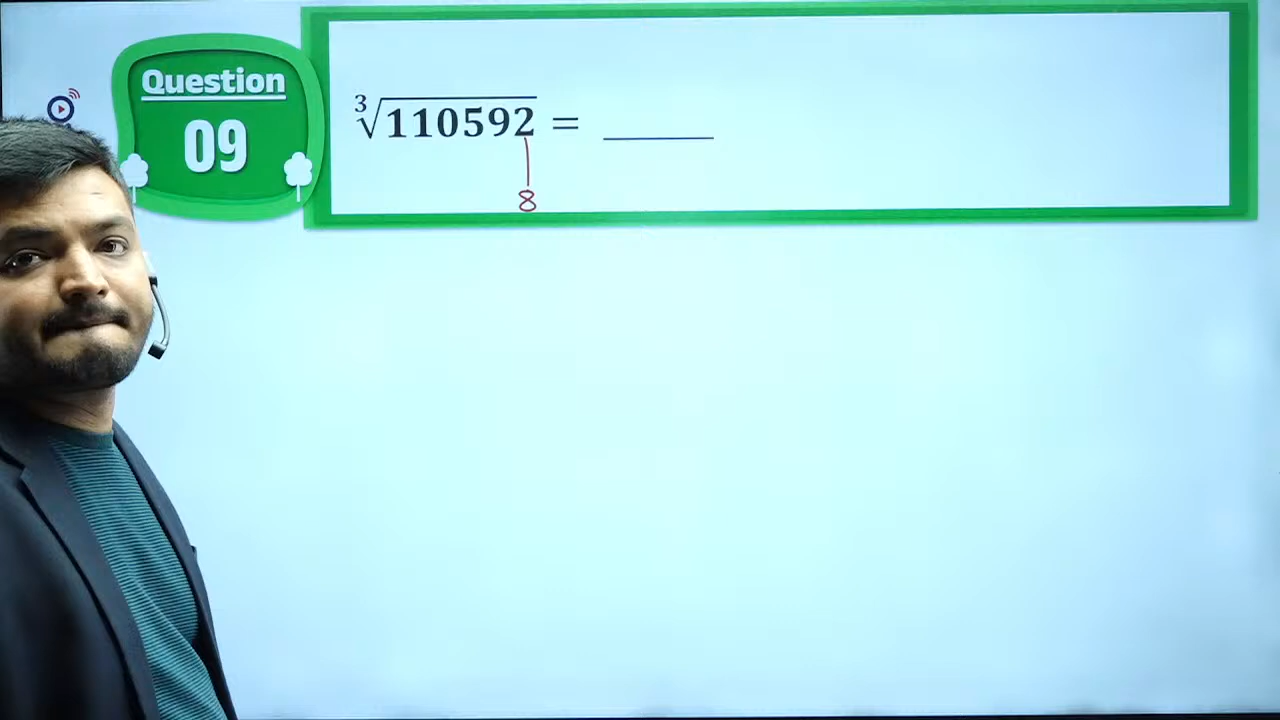 Question
09
∛110592 = ______
8